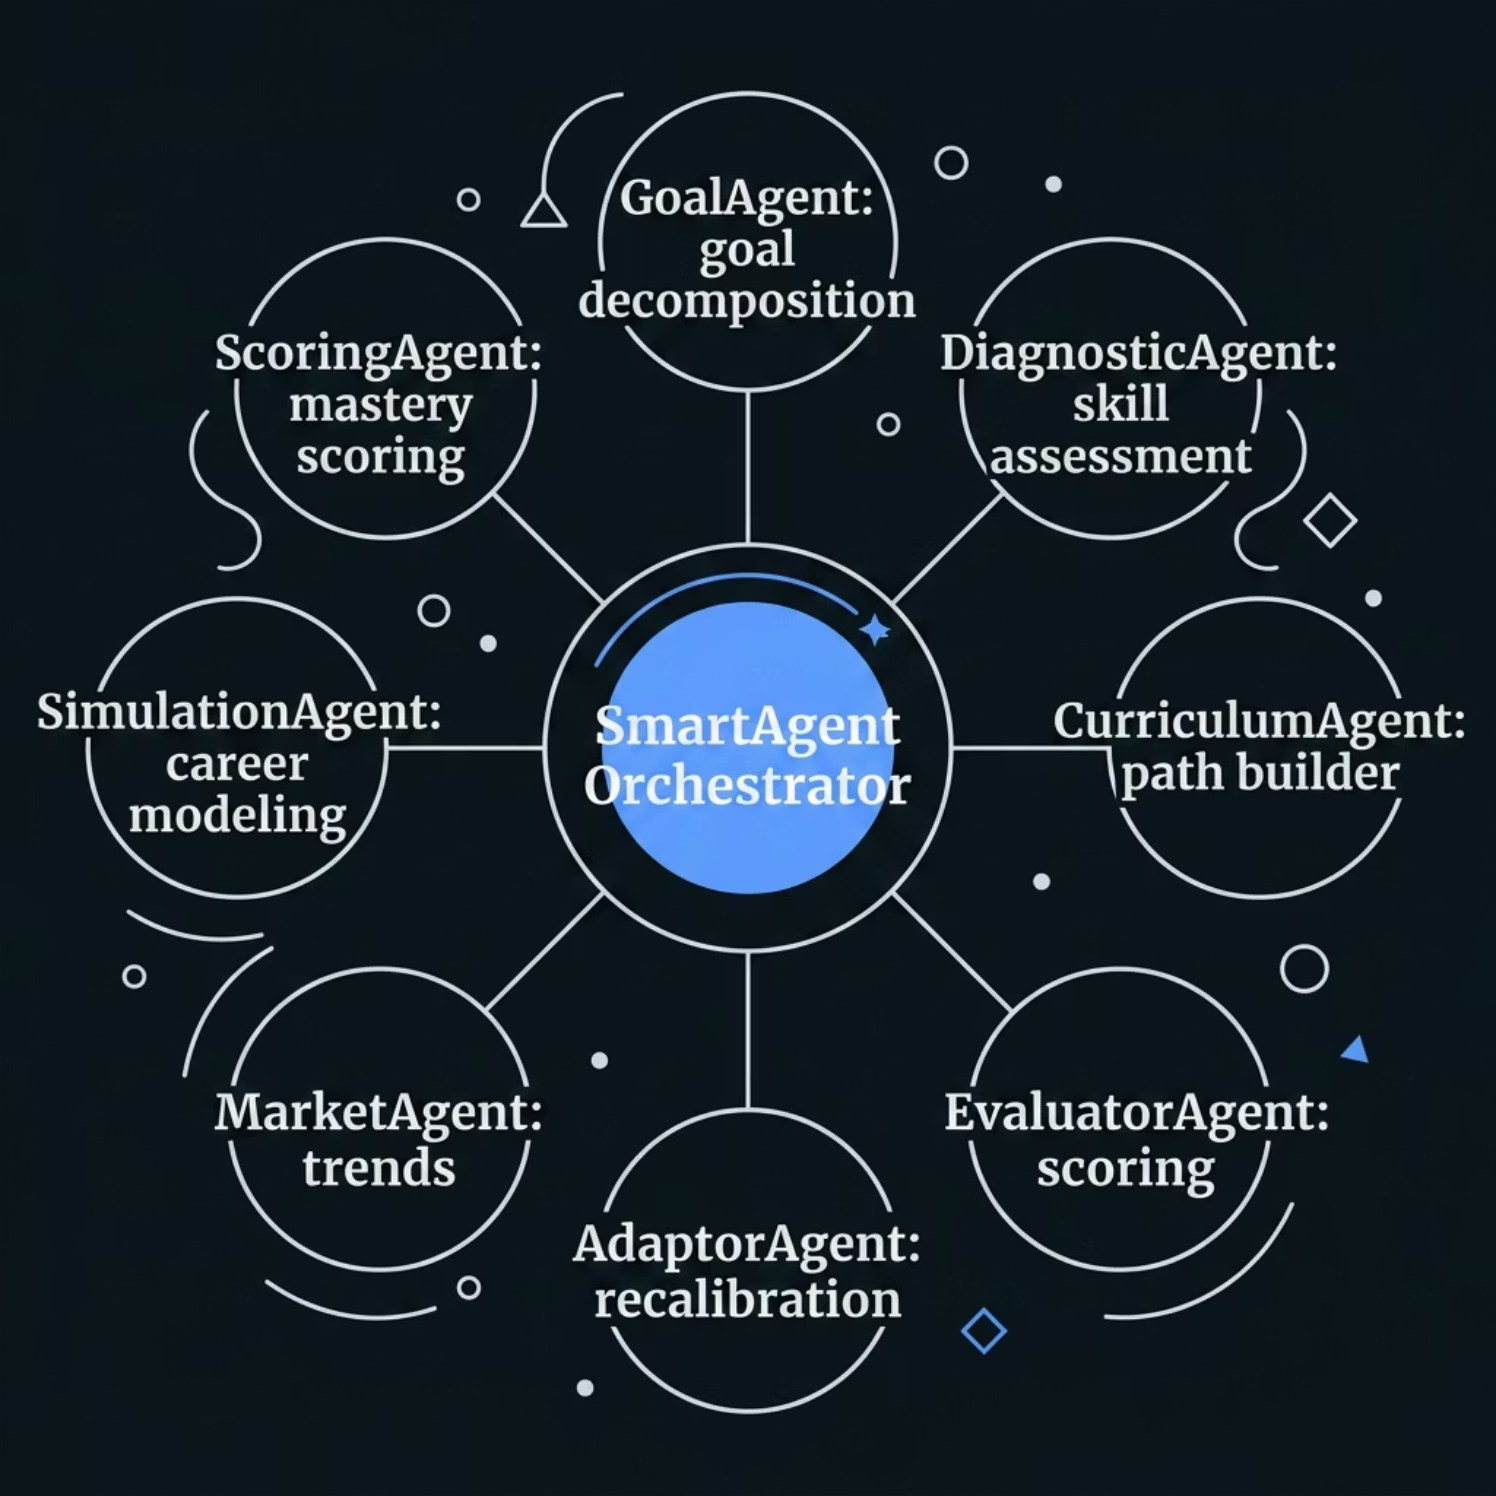 GoalAgent:
goal
decomposition
ScoringAgent:
mastery
scoring
DiagnosticAgent:
skill
assessment
SimulationAgent:
career
modeling
SmartAgent
Orchestrator
CurriculumAgent:
path builder
MarketAgent:
trends
EvaluatorAgent:
scoring
AdaptorAgent:
recalibration